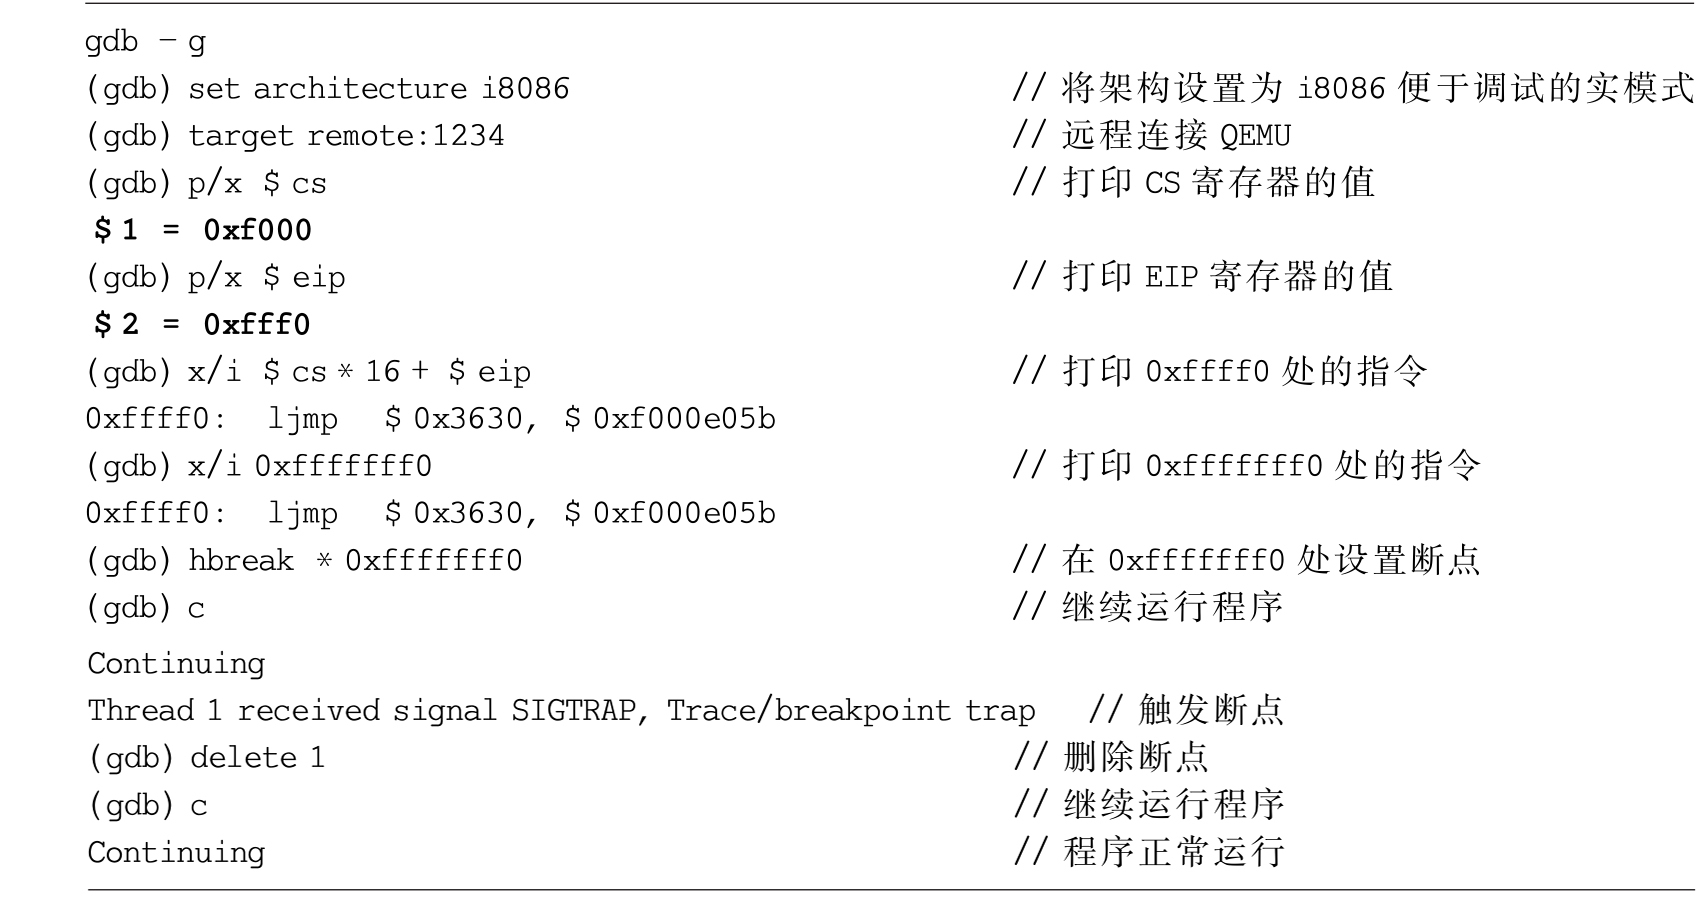 gdb -g
(gdb) set architecture i8086 // 将架构设置为 i8086 便于调试的实模式
(gdb) target remote:1234 // 远程连接 QEMU
(gdb) p/x $cs // 打印 CS 寄存器的值
$1 = 0xf000
(gdb) p/x $eip // 打印 EIP 寄存器的值
$2 = 0xfff0
(gdb) x/i $cs*16+$eip // 打印 0xffff0 处的指令
0xffff0: ljmp $0x3630, $0xf000e05b
(gdb) x/i 0xfffffff0 // 打印 0xfffffff0 处的指令
0xffff0: ljmp $0x3630, $0xf000e05b
(gdb) hbreak *0xfffffff0 // 在 0xfffffff0 处设置断点
(gdb) c // 继续运行程序
Continuing
Thread 1 received signal SIGTRAP, Trace/breakpoint trap // 触发断点
(gdb) delete 1 // 删除断点
(gdb) c // 继续运行程序
Continuing // 程序正常运行